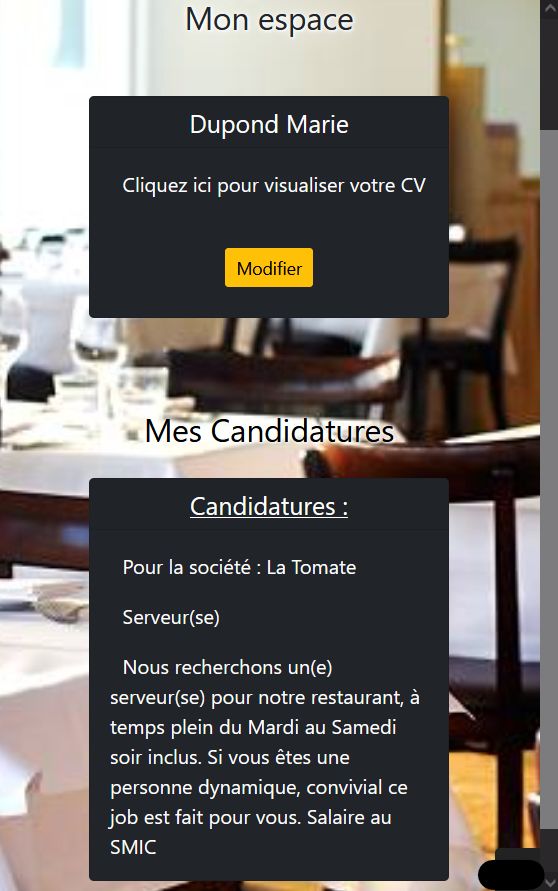 Mon espace
Dupond Marie
Cliquez ici pour visualiser votre CV
Modifier
Mes Candidatures
Candidatures :
Pour la société : La Tomate
Serveur(se)
Nous recherchons un(e)
serveur(se) pour notre restaurant, à
temps plein du Mardi au Samedi
soir inclus. Si vous êtes une
personne dynamique, convivial ce
job est fait pour vous. Salaire au
SMIC